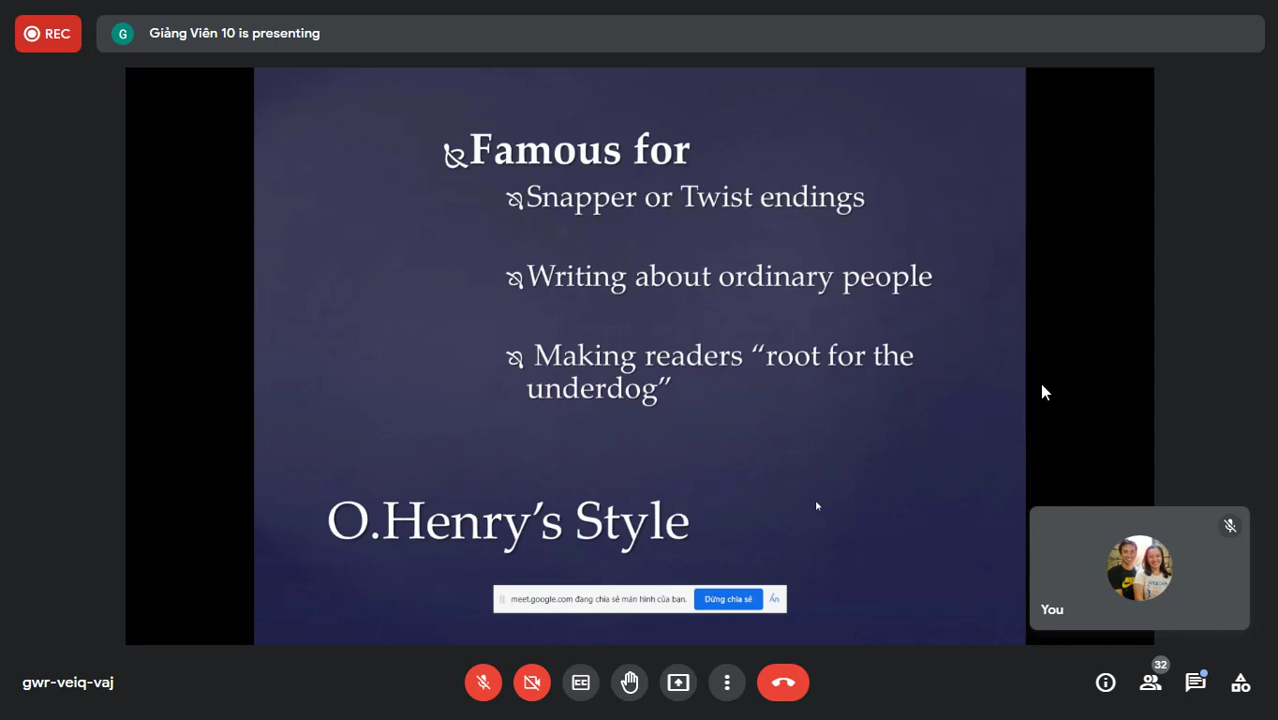 REC
G
Giảng Viên 10 is presenting
Famous for
Snapper or Twist endings
Writing about ordinary people
Making readers “root for the
underdog”
O.Henry’s Style
meet.google.com đang chia sẻ màn hình của bạn.
Dừng chia sẻ
Ẩn
You
gwr-veiq-vaj
CC
32